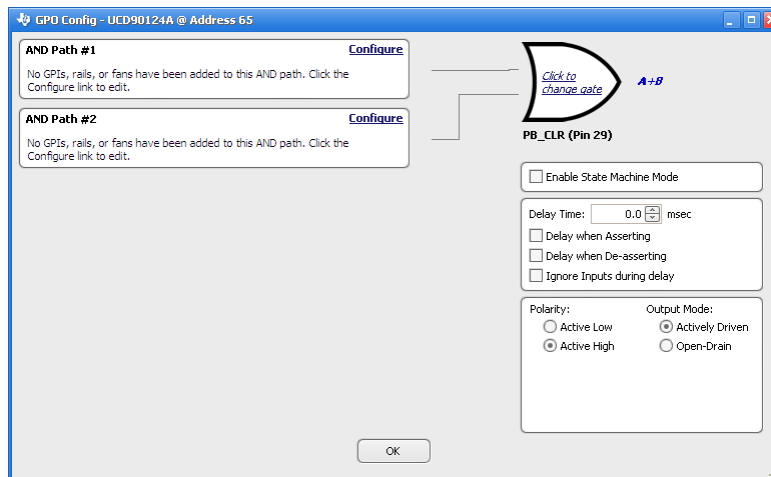 GPO Config - UCD90124A @ Address 65
AND Path #1 Configure
No GPIs, rails, or fans have been added to this AND path. Click the
Configure link to edit.
AND Path #2 Configure
No GPIs, rails, or fans have been added to this AND path. Click the
Configure link to edit.
Click to
change gate
A+B
PB_CLR (Pin 29)
Enable State Machine Mode
Delay Time: 0.0 msec
Delay when Asserting
Delay when De-asserting
Ignore Inputs during delay
Polarity: Output Mode:
Active Low Actively Driven
Active High Open-Drain
OK